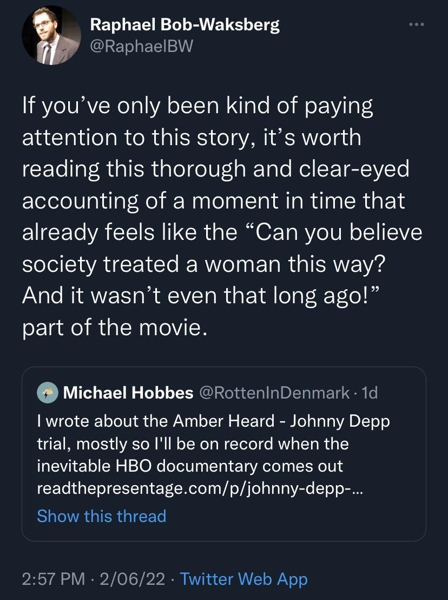 Raphael Bob-Waksberg
@RaphaelBW
If you’ve only been kind of paying
attention to this story, it’s worth
reading this thorough and clear-eyed
accounting of a moment in time that
already feels like the “Can you believe
society treated a woman this way?
And it wasn’t even that long ago!”
part of the movie.
Michael Hobbes @RottenInDenmark · 1d
I wrote about the Amber Heard - Johnny Depp
trial, mostly so I'll be on record when the
inevitable HBO documentary comes out
readthepresentage.com/p/johnny-depp-...
Show this thread
2:57 PM · 2/06/22 · Twitter Web App